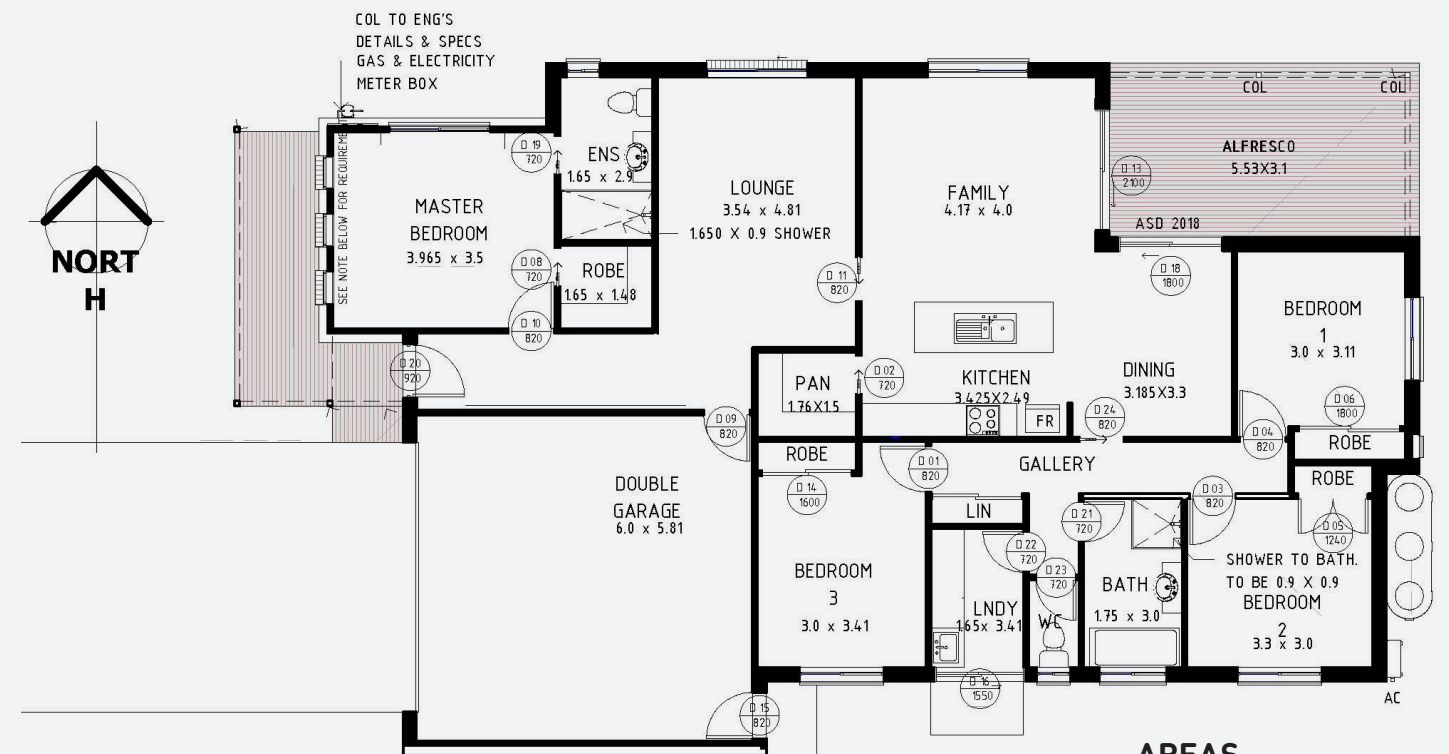 COL TO ENG'S
DETAILS & SPECS
GAS & ELECTRICITY
METER BOX
NORT
H
SEE NOTE BELOW FOR REQUIREME
MASTER
BEDROOM
3.965 x 3.5
D 19
720
ENS
1.65 x 2.9
D 08
720
ROBE
1.65 x 1.48
D 10
820
LOUNGE
3.54 x 4.81
1.650 X 0.9 SHOWER
D 11
820
FAMILY
4.17 x 4.0
COL
COL
ALFRESCO
5.53X3.1
D 13
2100
ASD 2018
D 18
1800
BEDROOM
1
3.0 x 3.11
D 20
920
PAN
1.76X1.5
D 02
720
KITCHEN
3.425X2.49
FR
DINING
3.185X3.3
D 24
820
D 06
1800
D 04
820
ROBE
D 09
820
ROBE
D 14
1600
D 01
820
GALLERY
ROBE
D 03
820
D 05
1240
DOUBLE
GARAGE
6.0 x 5.81
LIN
D 21
720
D 22
720
D 23
720
SHOWER TO BATH.
TO BE 0.9 X 0.9
BEDROOM
2
3.3 x 3.0
BEDROOM
3
3.0 x 3.41
LNDY
1.65x 3.41
WC
BATH
1.75 x 3.0
D 16
1550
D 15
820
AC
AREAS